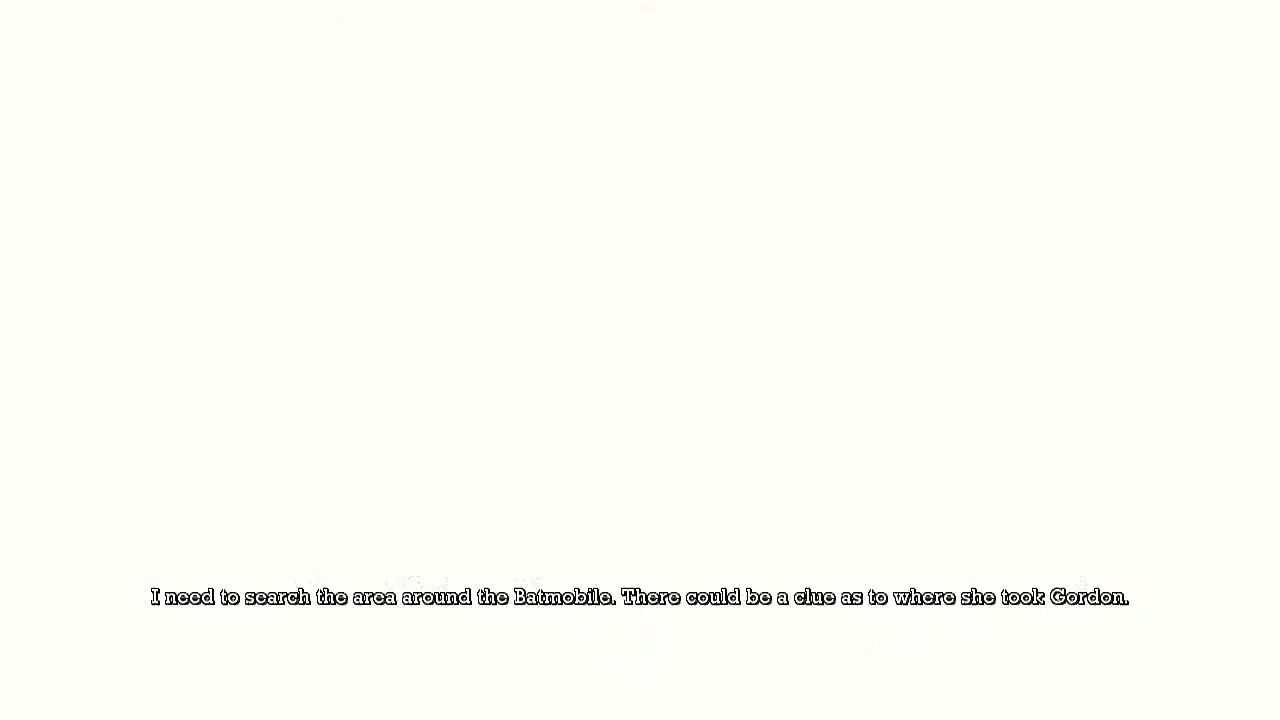 I need to search the area around the Batmobile. There could be a clue as to where she took Gordon.